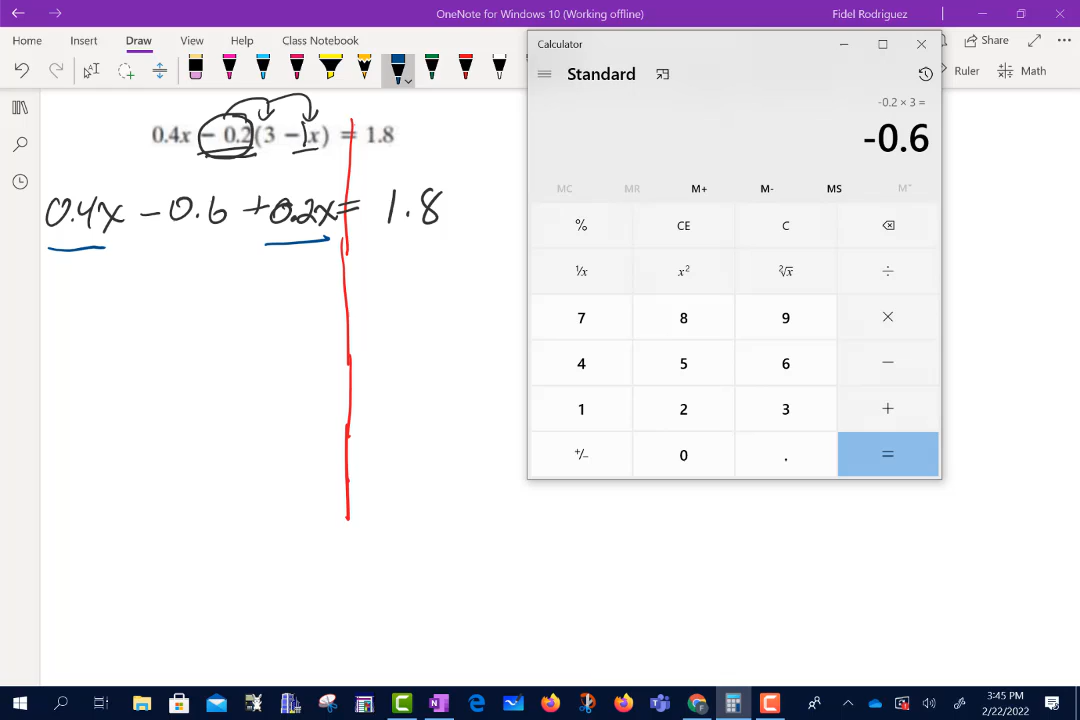 OneNote for Windows 10 (Working offline)
Fidel Rodriguez
Home Insert Draw View Help Class Notebook
Share
Ruler
Math
0.4x − 0.2(3 − 1x) = 1.8
0.4x − 0.6 + 0.2x = 1.8
Calculator
Standard
-0.2 × 3 =
-0.6
MC MR M+ M- MS M˅
% CE C ⌫
¹/x x² ²√x ÷
7 8 9 ×
4 5 6 −
1 2 3 +
+/− 0 . =
3:45 PM
2/22/2022